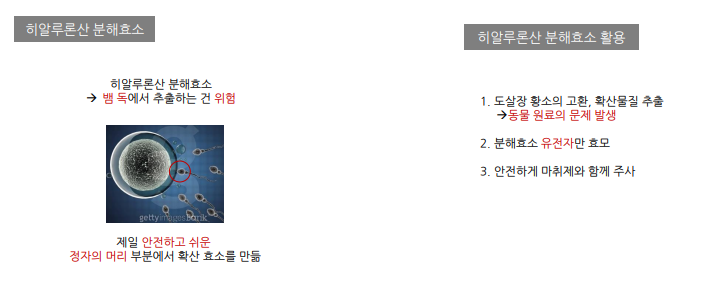 히알루론산 분해효소
히알루론산 분해효소
→ 뱀 독에서 추출하는 건 위험
gettyimagesbank
제일 안전하고 쉬운
정자의 머리 부분에서 확산 효소를 만듦
히알루론산 분해효소 활용
1. 도살장 황소의 고환, 확산물질 추출
→동물 원료의 문제 발생
2. 분해효소 유전자만 효모
3. 안전하게 마취제와 함께 주사